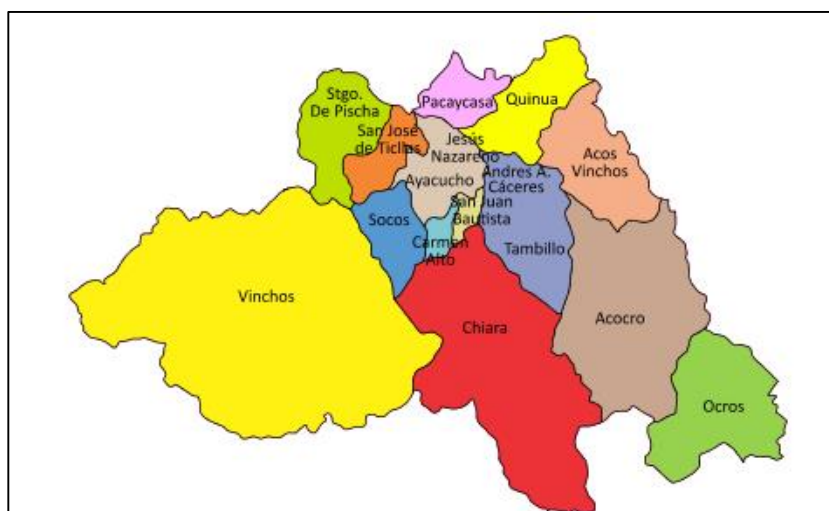 Stgo.
De Pischa
San José
de Ticllas
Pacaycasa
Quinua
Jesús
Nazareno
Ayacucho
Acos
Vinchos
Andres A.
Cáceres
San Juan
Bautista
Socos
Carmen
Alto
Tambillo
Vinchos
Chiara
Acocro
Ocros